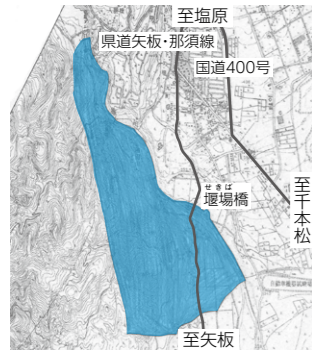 至塩原
県道矢板・那須線
国道400号
せきば
堰場橋
至千本松
至矢板